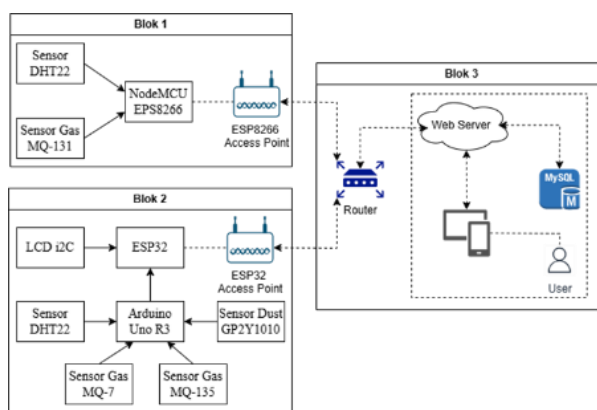 Blok 1
Sensor
DHT22
NodeMCU
EPS8266
Sensor Gas
MQ-131
ESP8266
Access Point
Blok 2
LCD i2C
ESP32
ESP32
Access Point
Sensor
DHT22
Arduino
Uno R3
Sensor Dust
GP2Y1010
Sensor Gas
MQ-7
Sensor Gas
MQ-135
Blok 3
Web Server
Router
MySQL
M
User